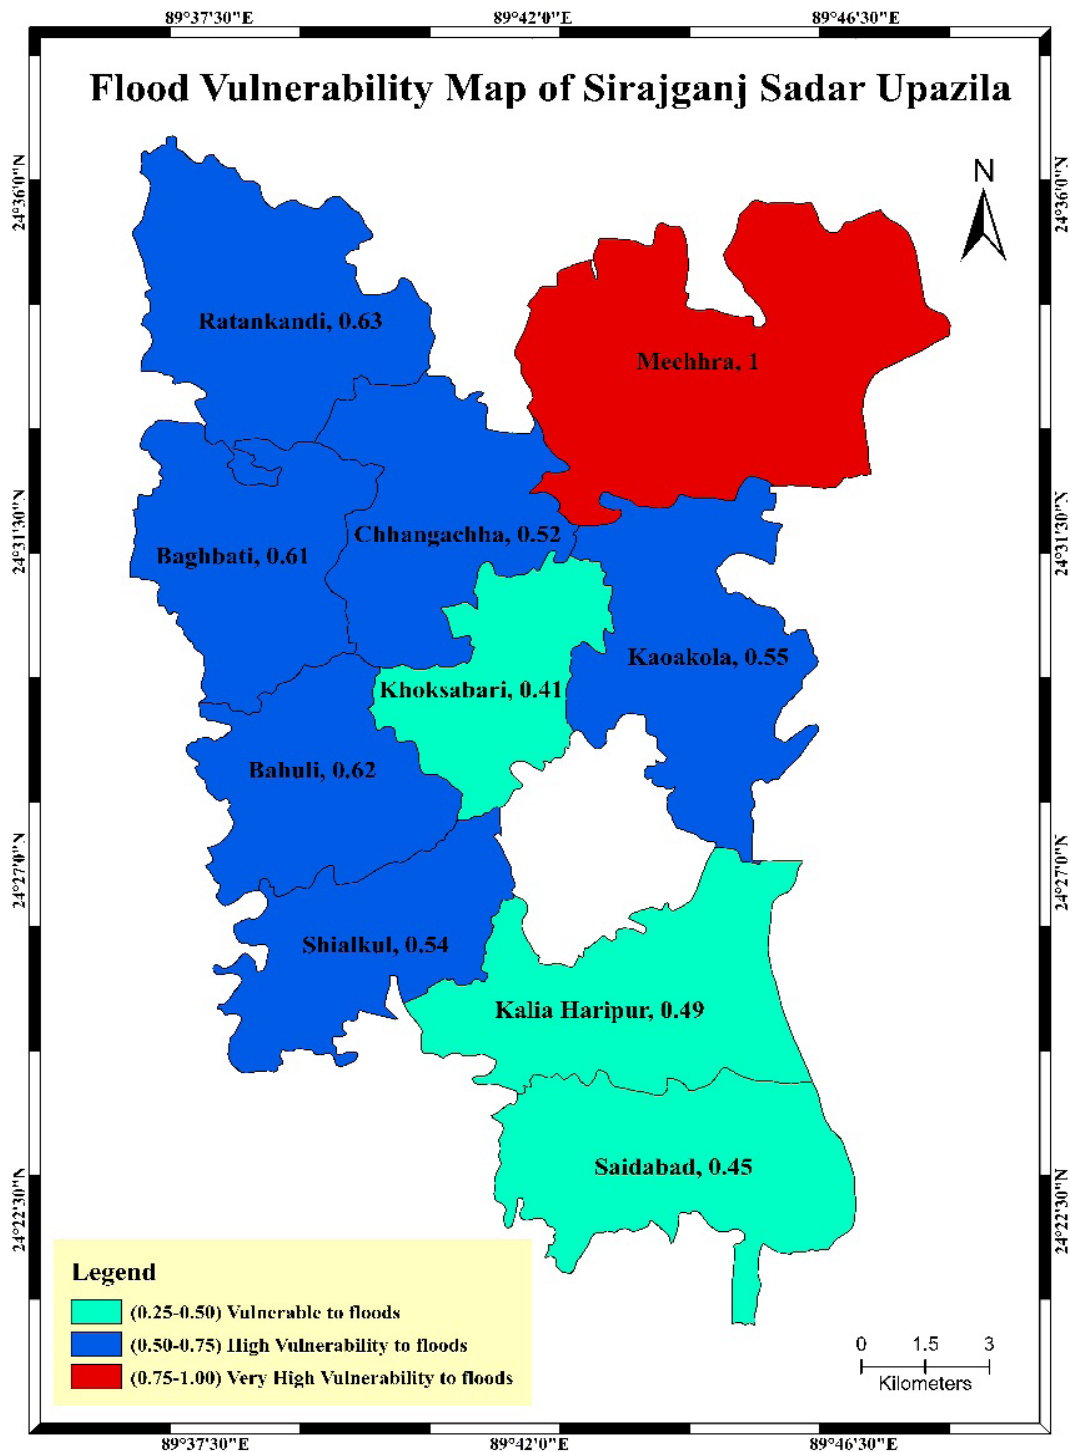 89°37'30"E 89°42'0"E 89°46'30"E
Flood Vulnerability Map of Sirajganj Sadar Upazila
24°36'0"N 24°36'0"N
N
Ratankandi, 0.63
Mechhra, 1
24°31'30"N 24°31'30"N
Chhangachha, 0.52
Baghbati, 0.61
Kaoakola, 0.55
Khoksabari, 0.41
Bahuli, 0.62
24°27'0"N 24°27'0"N
Shialkul, 0.54
Kalia Haripur, 0.49
Saidabad, 0.45
24°22'30"N 24°22'30"N
Legend
(0.25-0.50) Vulnerable to floods
(0.50-0.75) High Vulnerability to floods
(0.75-1.00) Very High Vulnerability to floods
0 1.5 3
Kilometers
89°37'30"E 89°42'0"E 89°46'30"E